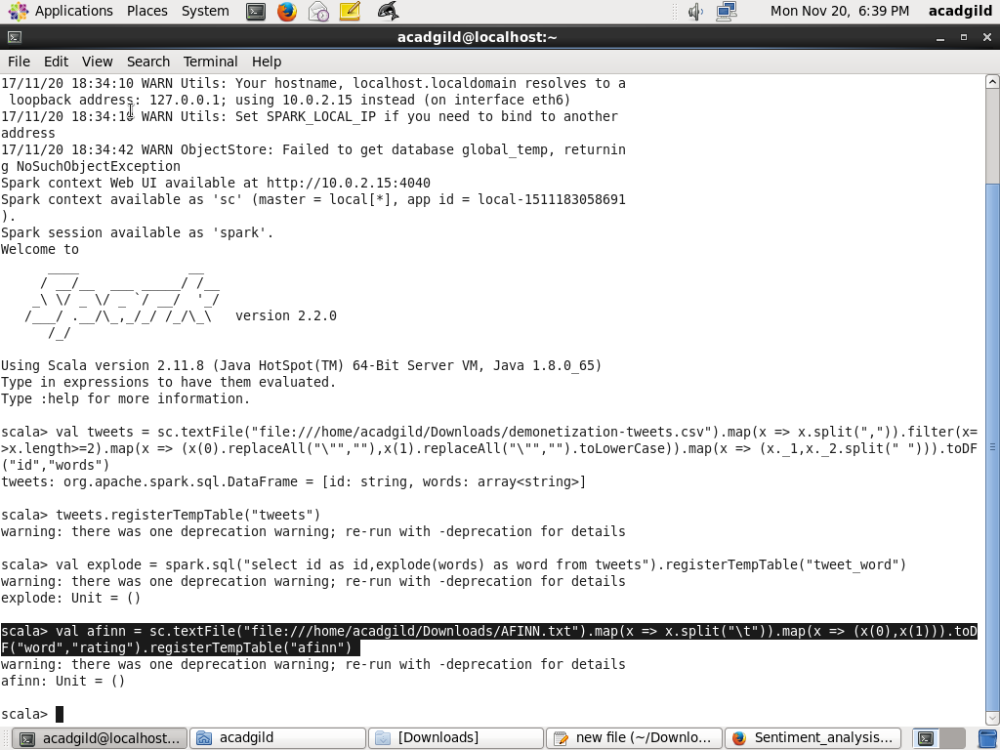 Applications Places System Mon Nov 20, 6:39 PM acadgild
acadgild@localhost:~
File Edit View Search Terminal Help
17/11/20 18:34:10 WARN Utils: Your hostname, localhost.localdomain resolves to a
 loopback address: 127.0.0.1; using 10.0.2.15 instead (on interface eth6)
17/11/20 18:34:10 WARN Utils: Set SPARK_LOCAL_IP if you need to bind to another
address
17/11/20 18:34:42 WARN ObjectStore: Failed to get database global_temp, returnin
g NoSuchObjectException
Spark context Web UI available at http://10.0.2.15:4040
Spark context available as 'sc' (master = local[*], app id = local-1511183058691
).
Spark session available as 'spark'.
Welcome to
      ____              __
     / __/__  ___ _____/ /__
    _\ \/ _ \/ _ `/ __/  '_/
   /___/ .__/\_,_/_/ /_/\_\   version 2.2.0
      /_/
Using Scala version 2.11.8 (Java HotSpot(TM) 64-Bit Server VM, Java 1.8.0_65)
Type in expressions to have them evaluated.
Type :help for more information.
scala> val tweets = sc.textFile("file:///home/acadgild/Downloads/demonetization-tweets.csv").map(x => x.split(",")).filter(x=
>x.length>=2).map(x => (x(0).replaceAll("\"",""),x(1).replaceAll("\"","").toLowerCase)).map(x => (x._1,x._2.split(" "))).toDF
("id","words")
tweets: org.apache.spark.sql.DataFrame = [id: string, words: array<string>]
scala> tweets.registerTempTable("tweets")
warning: there was one deprecation warning; re-run with -deprecation for details
scala> val explode = spark.sql("select id as id,explode(words) as word from tweets").registerTempTable("tweet_word")
warning: there was one deprecation warning; re-run with -deprecation for details
explode: Unit = ()
scala> val afinn = sc.textFile("file:///home/acadgild/Downloads/AFINN.txt").map(x => x.split("\t")).map(x => (x(0),x(1))).toD
F("word","rating").registerTempTable("afinn")
warning: there was one deprecation warning; re-run with -deprecation for details
afinn: Unit = ()
scala>
acadgild@localhost... acadgild [Downloads] new file (~/Downlo... Sentiment_analysis...